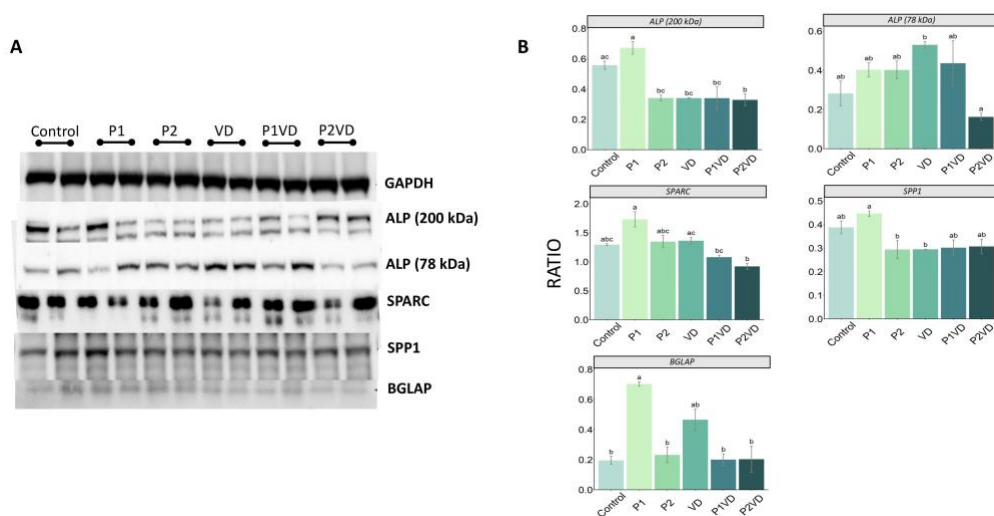 A
Control P1 P2 VD P1VD P2VD
GAPDH
ALP (200 kDa)
ALP (78 kDa)
SPARC
SPP1
BGLAP
B
RATIO
ALP (200 kDa)
0.8
0.6
0.4
0.2
0.0
ac a bc bc bc b
Control P1 P2 VD P1VD P2VD
ALP (78 kDa)
0.6
0.4
0.2
0.0
ab ab ab b ab a
Control P1 P2 VD P1VD P2VD
SPARC
2.0
1.5
1.0
0.5
0.0
abc a abc ac bc b
Control P1 P2 VD P1VD P2VD
SPP1
0.5
0.4
0.3
0.2
0.1
0.0
ab a b b ab ab
Control P1 P2 VD P1VD P2VD
BGLAP
0.8
0.6
0.4
0.2
0.0
b a b ab b b
Control P1 P2 VD P1VD P2VD